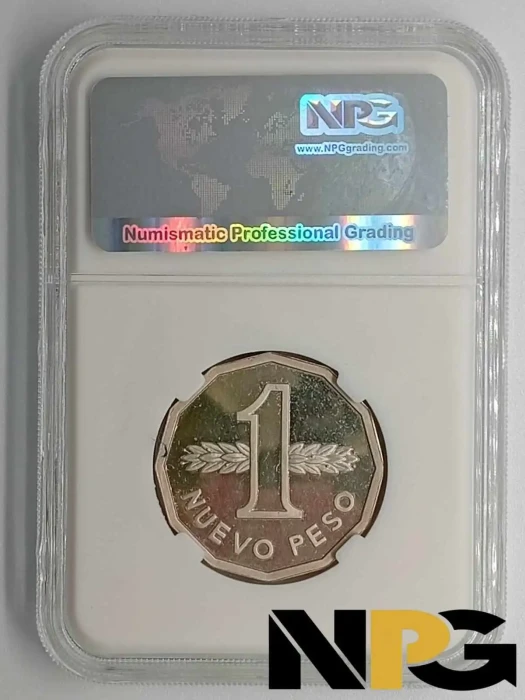 NPG
www.NPGgrading.com
Numismatic Professional Grading
1
NUEVO PESO
NPG